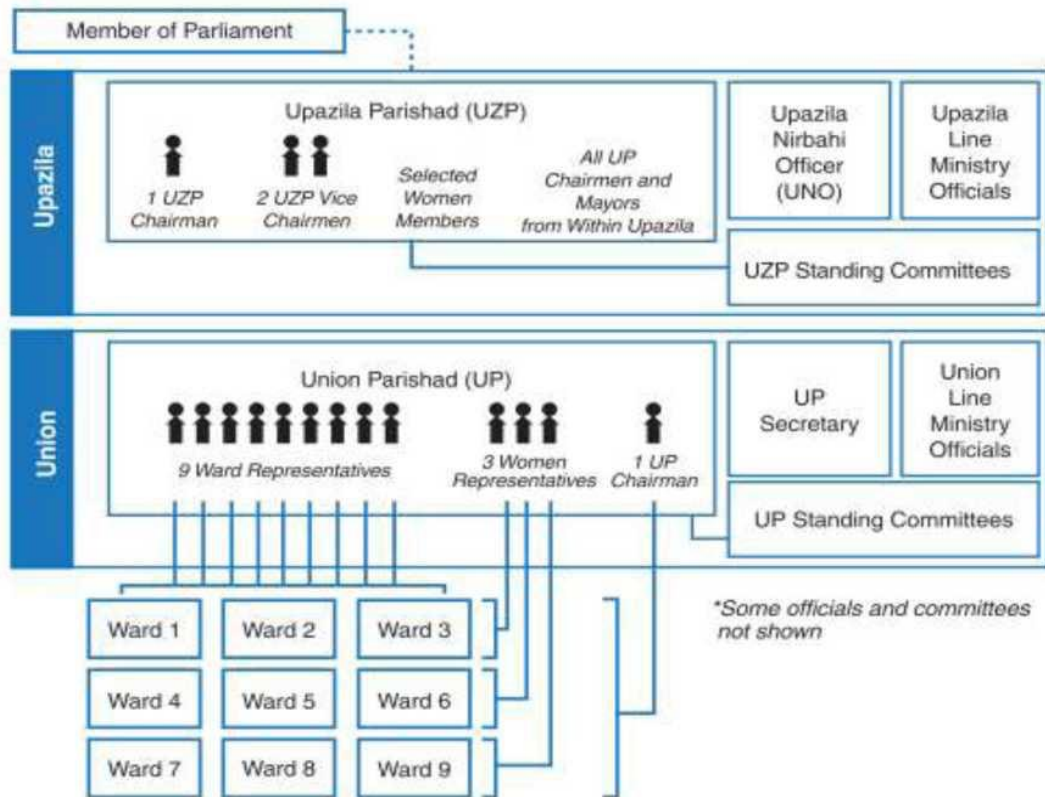 Member of Parliament
Upazila
Upazila Parishad (UZP)
1 UZP
Chairman
2 UZP Vice
Chairmen
Selected
Women
Members
All UP
Chairmen and
Mayors
from Within Upazila
Upazila
Nirbahi
Officer
(UNO)
Upazila
Line
Ministry
Officials
UZP Standing Committees
Union
Union Parishad (UP)
9 Ward Representatives
3 Women
Representatives
1 UP
Chairman
UP
Secretary
Union
Line
Ministry
Officials
UP Standing Committees
Ward 1
Ward 2
Ward 3
Ward 4
Ward 5
Ward 6
Ward 7
Ward 8
Ward 9
*Some officials and committees
not shown